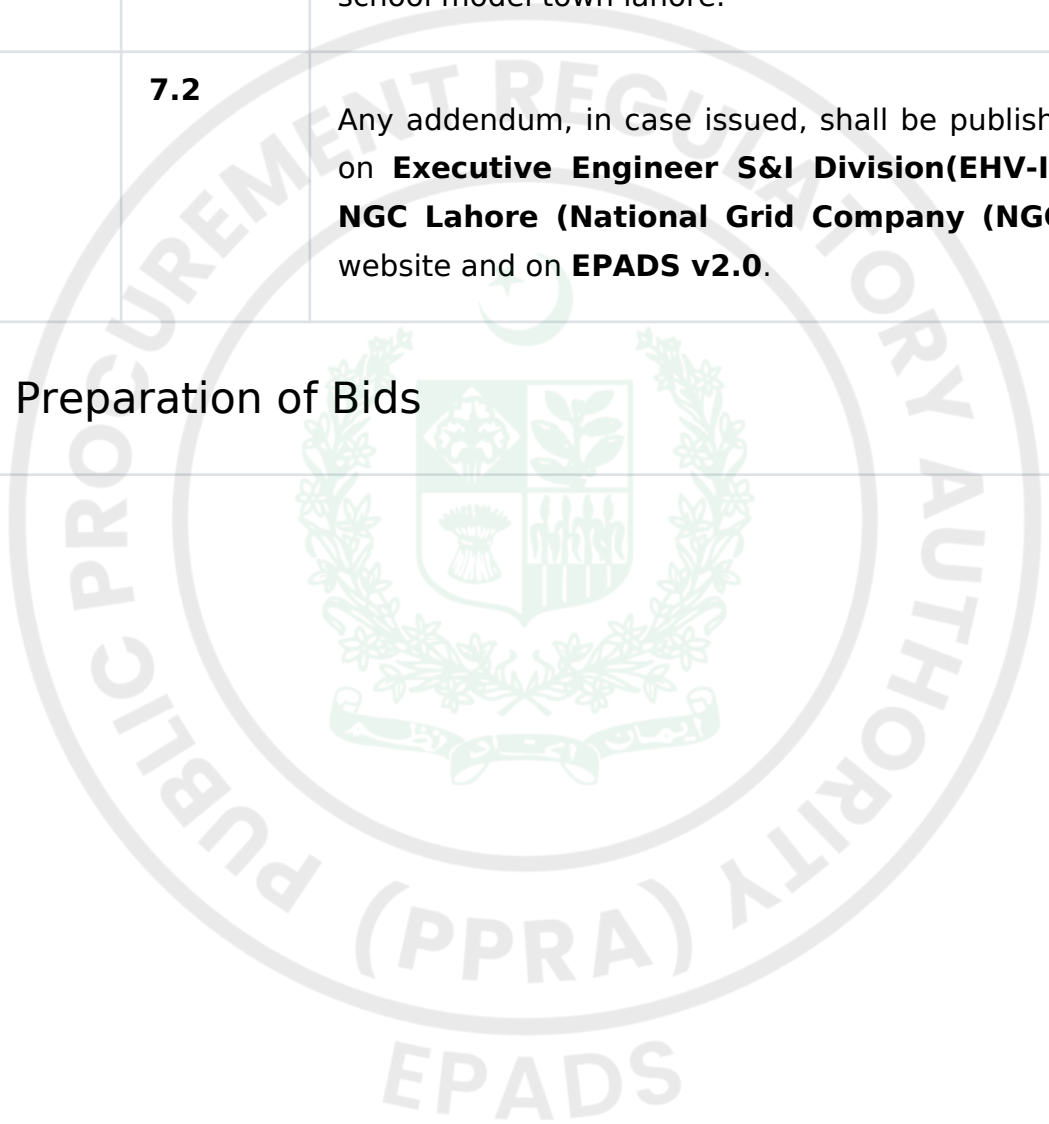 school model town lahore.
7.2
Any addendum, in case issued, shall be publish
on Executive Engineer S&I Division(EHV-I
NGC Lahore (National Grid Company (NGC
website and on EPADS v2.0.
Preparation of Bids
PUBLIC PROCUREMENT REGULATORY AUTHORITY
(PPRA)
EPADS